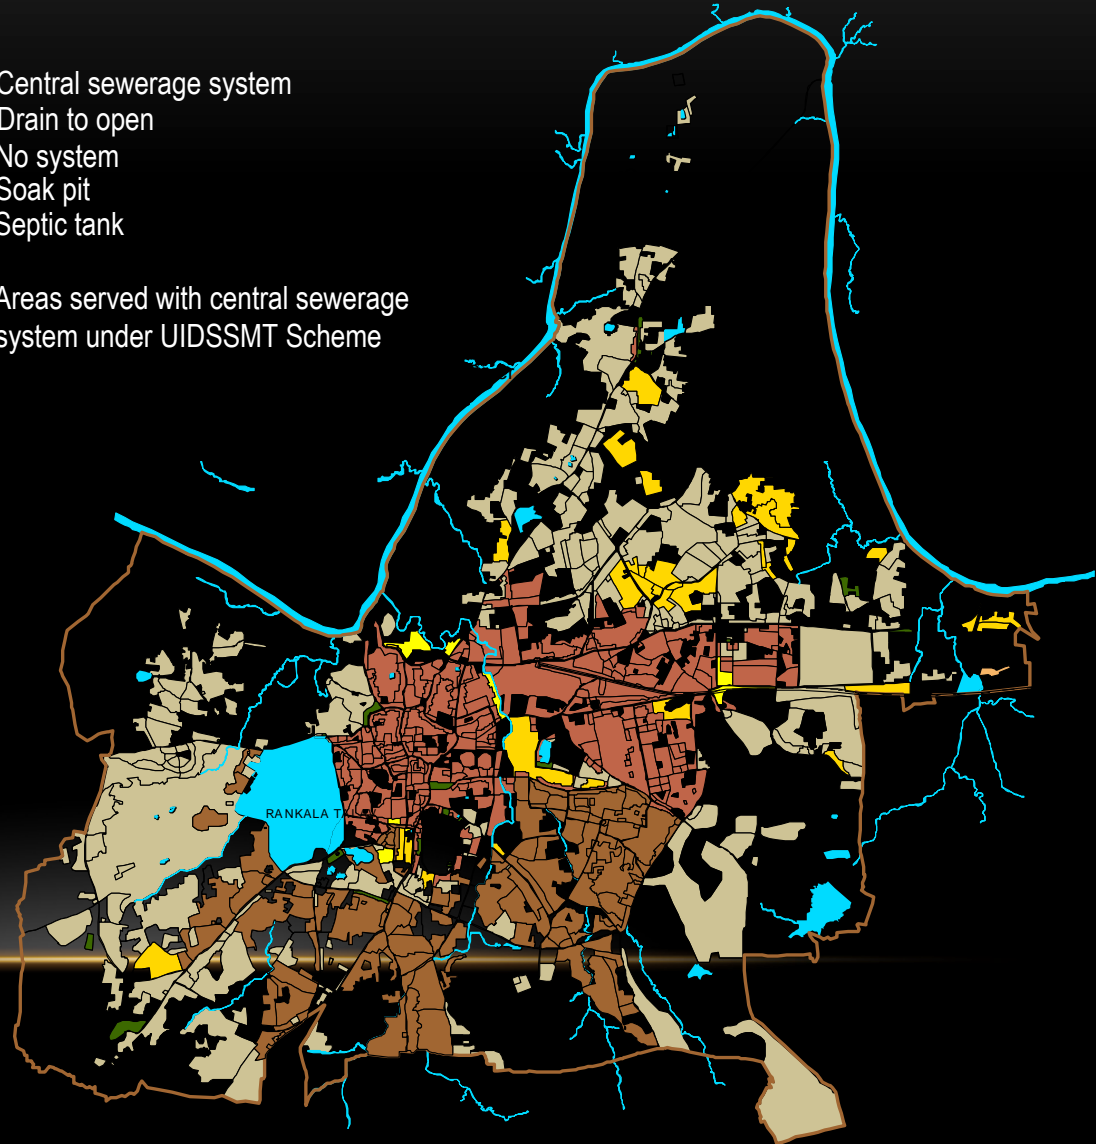 Central sewerage system
Drain to open
No system
Soak pit
Septic tank
Areas served with central sewerage
system under UIDSSMT Scheme
RANKALA